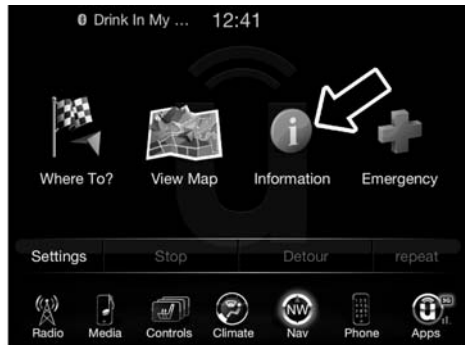 Drink In My ... 12:41
Where To? View Map Information Emergency
Settings Stop Detour repeat
NW 3G
Radio Media Controls Climate Nav Phone Apps